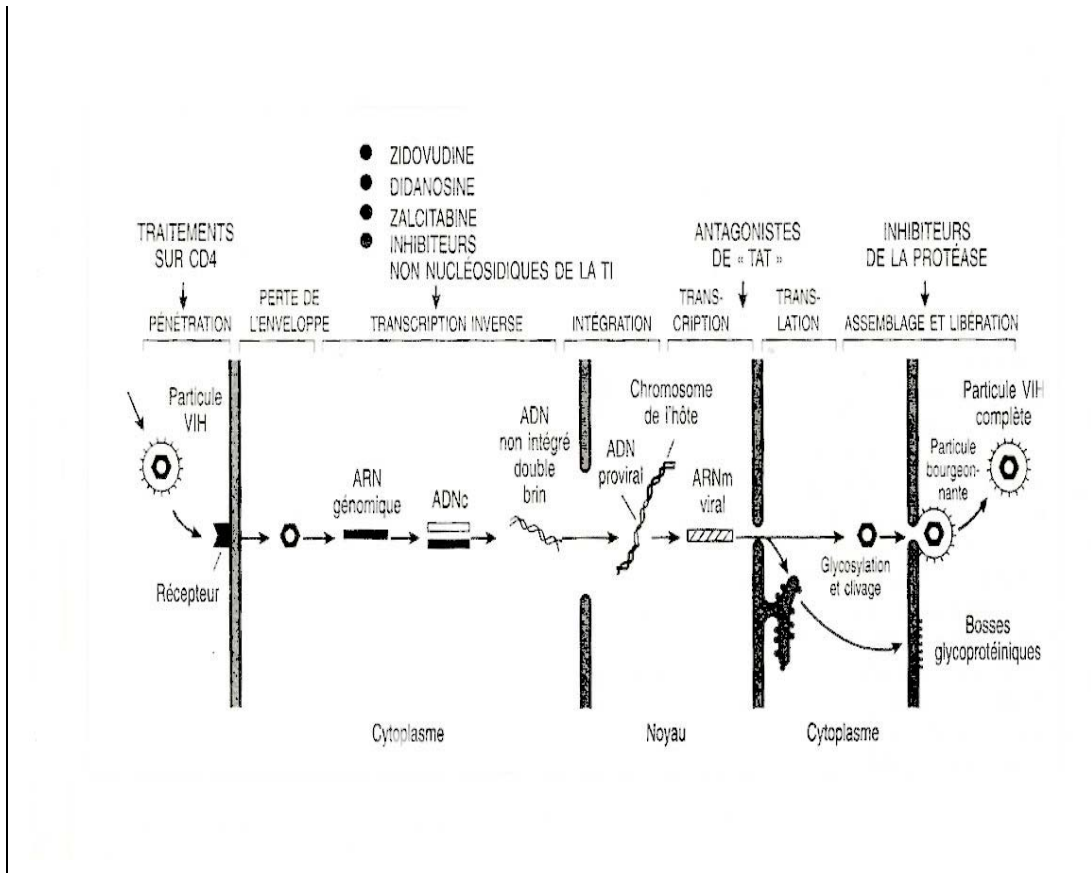 ● ZIDOVUDINE
● DIDANOSINE
● ZALCITABINE
● INHIBITEURS
NON NUCLÉOSIDIQUES DE LA TI
TRAITEMENTS
SUR CD4
ANTAGONISTES
DE « TAT »
INHIBITEURS
DE LA PROTÉASE
PÉNÉTRATION
PERTE DE
L'ENVELOPPE
TRANSCRIPTION INVERSE
INTÉGRATION
TRANS-
CRIPTION
TRANS-
LATION
ASSEMBLAGE ET LIBÉRATION
Particule
VIH
Récepteur
ARN
génomique
ADNc
ADN
non intégré
double
brin
ADN
proviral
Chromosome
de l'hôte
ARNm
viral
Glycosylation
et clivage
Particule
bourgeon-
nante
Particule VIH
complète
Bosses
glycoprotéiniques
Cytoplasme
Noyau
Cytoplasme